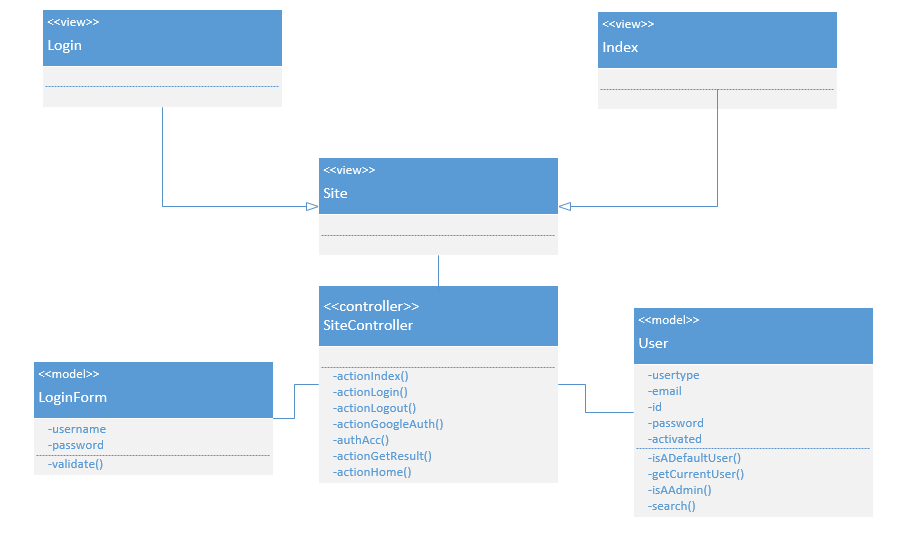 <<view>>
Login
<<view>>
Index
<<view>>
Site
<<controller>>
SiteController
-actionIndex()
-actionLogin()
-actionLogout()
-actionGoogleAuth()
-authAcc()
-actionGetResult()
-actionHome()
<<model>>
LoginForm
-username
-password
-validate()
<<model>>
User
-usertype
-email
-id
-password
-activated
-isADefaultUser()
-getCurrentUser()
-isAAdmin()
-search()